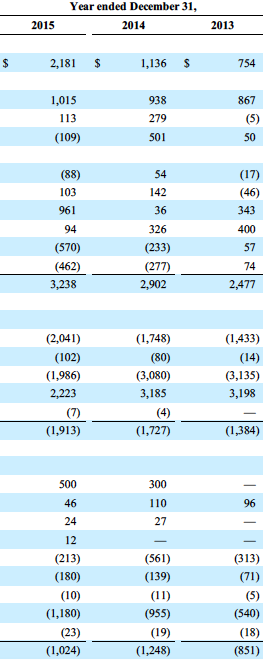 Year ended December 31,
2015 2014 2013
$ 2,181 $ 1,136 $ 754
1,015 938 867
113 279 (5)
(109) 501 50
(88) 54 (17)
103 142 (46)
961 36 343
94 326 400
(570) (233) 57
(462) (277) 74
3,238 2,902 2,477
(2,041) (1,748) (1,433)
(102) (80) (14)
(1,986) (3,080) (3,135)
2,223 3,185 3,198
(7) (4) —
(1,913) (1,727) (1,384)
500 300 —
46 110 96
24 27 —
12 — —
(213) (561) (313)
(180) (139) (71)
(10) (11) (5)
(1,180) (955) (540)
(23) (19) (18)
(1,024) (1,248) (851)